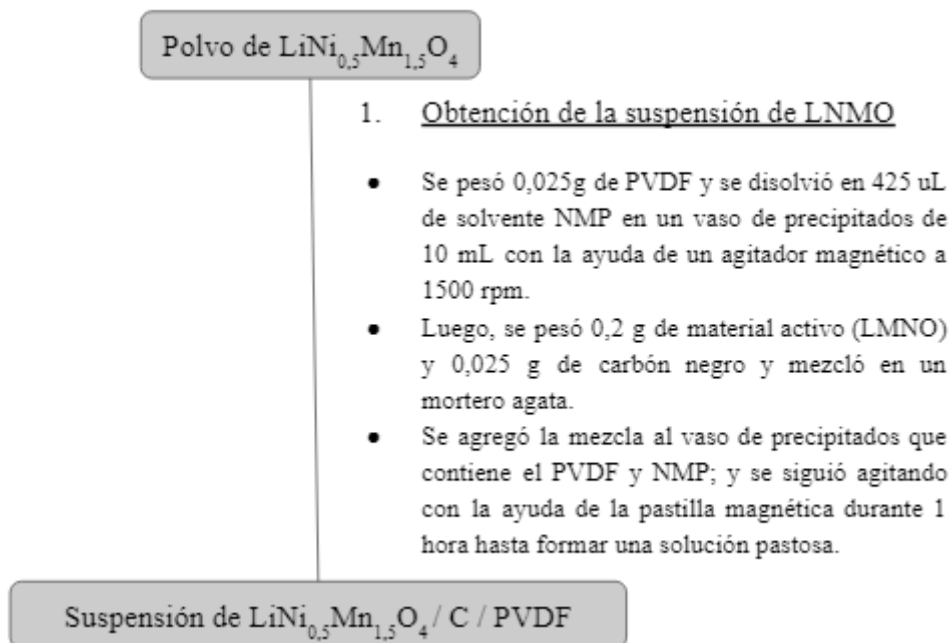 Polvo de LiNi0,5Mn1,5O4
1. Obtención de la suspensión de LNMO
● Se pesó 0,025g de PVDF y se disolvió en 425 uL
de solvente NMP en un vaso de precipitados de
10 mL con la ayuda de un agitador magnético a
1500 rpm.
● Luego, se pesó 0,2 g de material activo (LMNO)
y 0,025 g de carbón negro y mezcló en un
mortero agata.
● Se agregó la mezcla al vaso de precipitados que
contiene el PVDF y NMP; y se siguió agitando
con la ayuda de la pastilla magnética durante 1
hora hasta formar una solución pastosa.
Suspensión de LiNi0,5Mn1,5O4 / C / PVDF